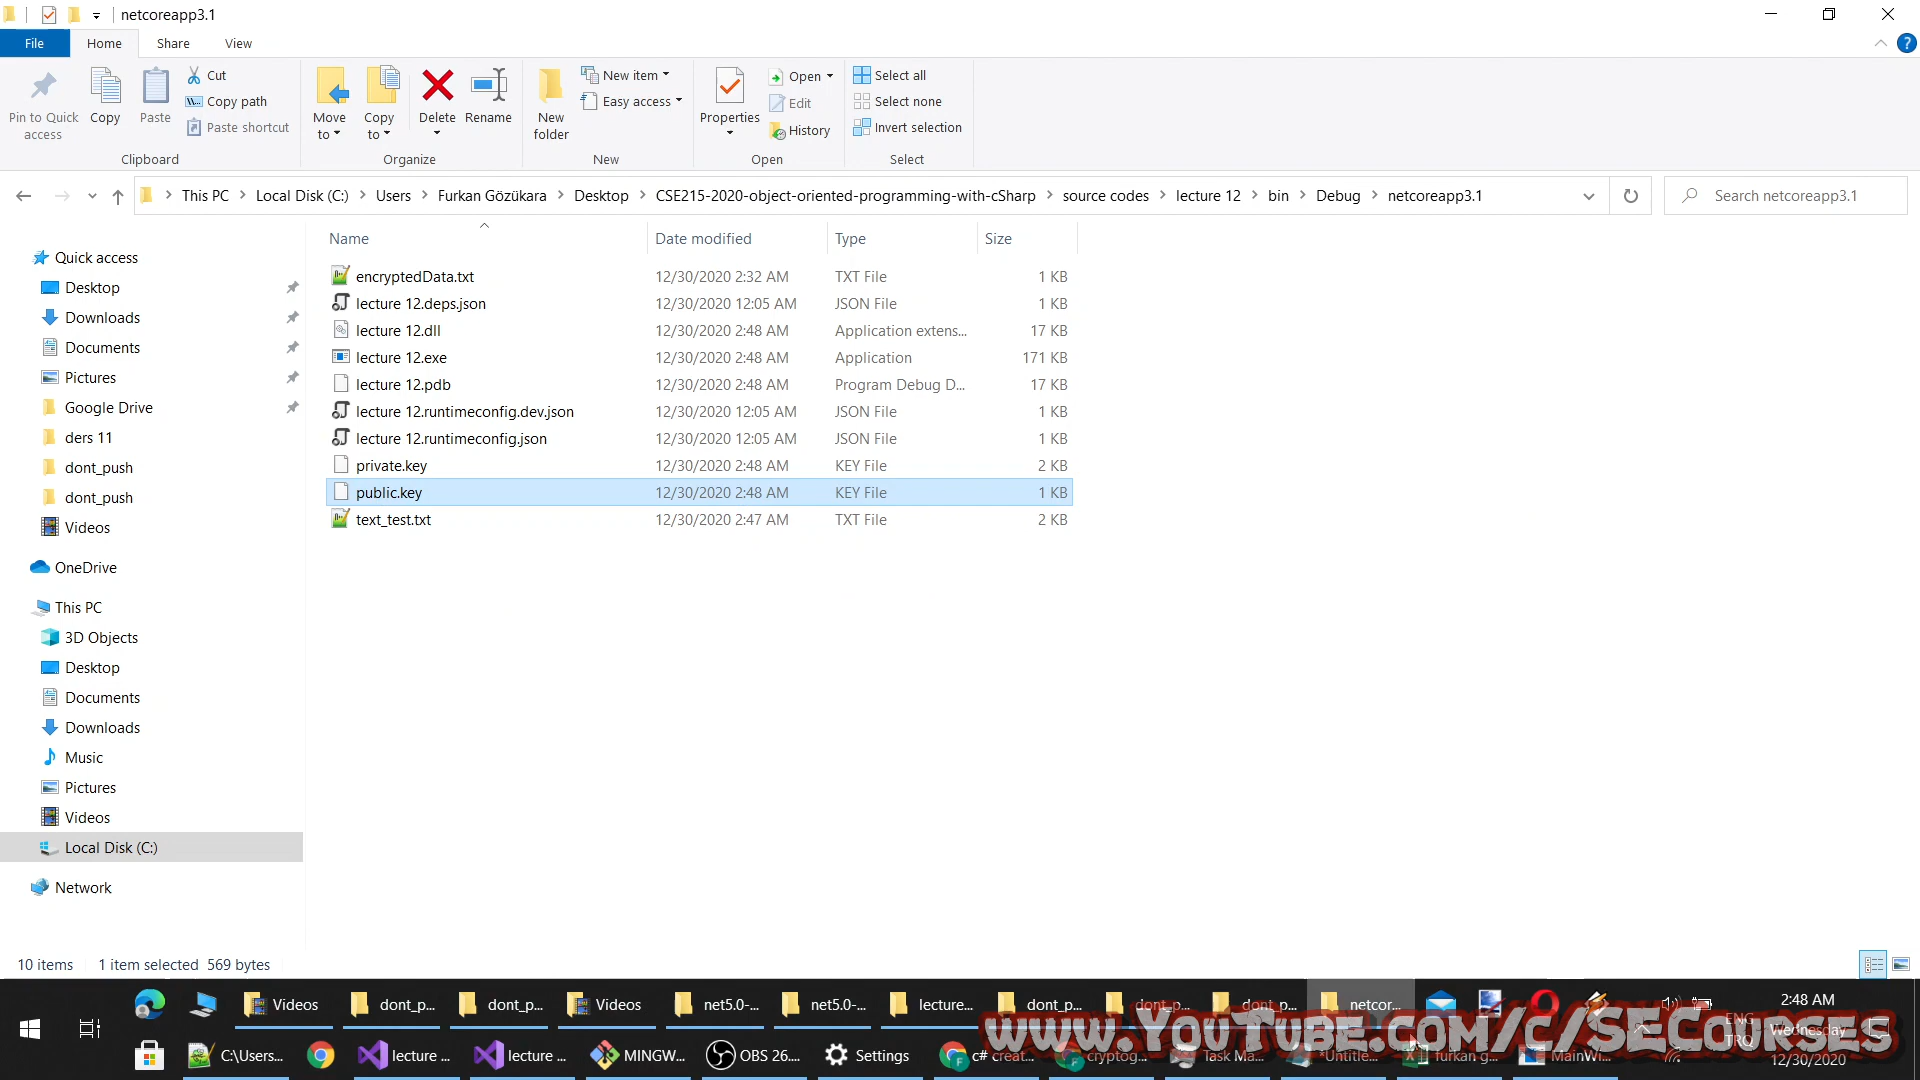 netcoreapp3.1
File Home Share View
Pin to Quick access
Copy
Paste
Cut
Copy path
Paste shortcut
Clipboard
Move to
Copy to
Delete
Rename
Organize
New folder
New item
Easy access
New
Properties
Open
Edit
History
Open
Select all
Select none
Invert selection
Select
This PC > Local Disk (C:) > Users > Furkan Gözükara > Desktop > CSE215-2020-object-oriented-programming-with-cSharp > source codes > lecture 12 > bin > Debug > netcoreapp3.1
Search netcoreapp3.1
Quick access
Desktop
Downloads
Documents
Pictures
Google Drive
ders 11
dont_push
dont_push
Videos
OneDrive
This PC
3D Objects
Desktop
Documents
Downloads
Music
Pictures
Videos
Local Disk (C:)
Network
Name Date modified Type Size
encryptedData.txt 12/30/2020 2:32 AM TXT File 1 KB
lecture 12.deps.json 12/30/2020 12:05 AM JSON File 1 KB
lecture 12.dll 12/30/2020 2:48 AM Application extens... 17 KB
lecture 12.exe 12/30/2020 2:48 AM Application 171 KB
lecture 12.pdb 12/30/2020 2:48 AM Program Debug D... 17 KB
lecture 12.runtimeconfig.dev.json 12/30/2020 12:05 AM JSON File 1 KB
lecture 12.runtimeconfig.json 12/30/2020 12:05 AM JSON File 1 KB
private.key 12/30/2020 2:48 AM KEY File 2 KB
public.key 12/30/2020 2:48 AM KEY File 1 KB
text_test.txt 12/30/2020 2:47 AM TXT File 2 KB
10 items 1 item selected 569 bytes
Videos dont_p... dont_p... Videos net5.0-... net5.0-... lecture... dont_p... dont_p... dont_p... netcor...
C:\Users... lecture ... lecture ... MINGW... OBS 26.... Settings c# creat... cryptog... Task Ma... *Untitle... furkan g... MainWi...
ENG
TRQ
2:48 AM
Wednesday
12/30/2020
www.YouTube.com/c/SECourses